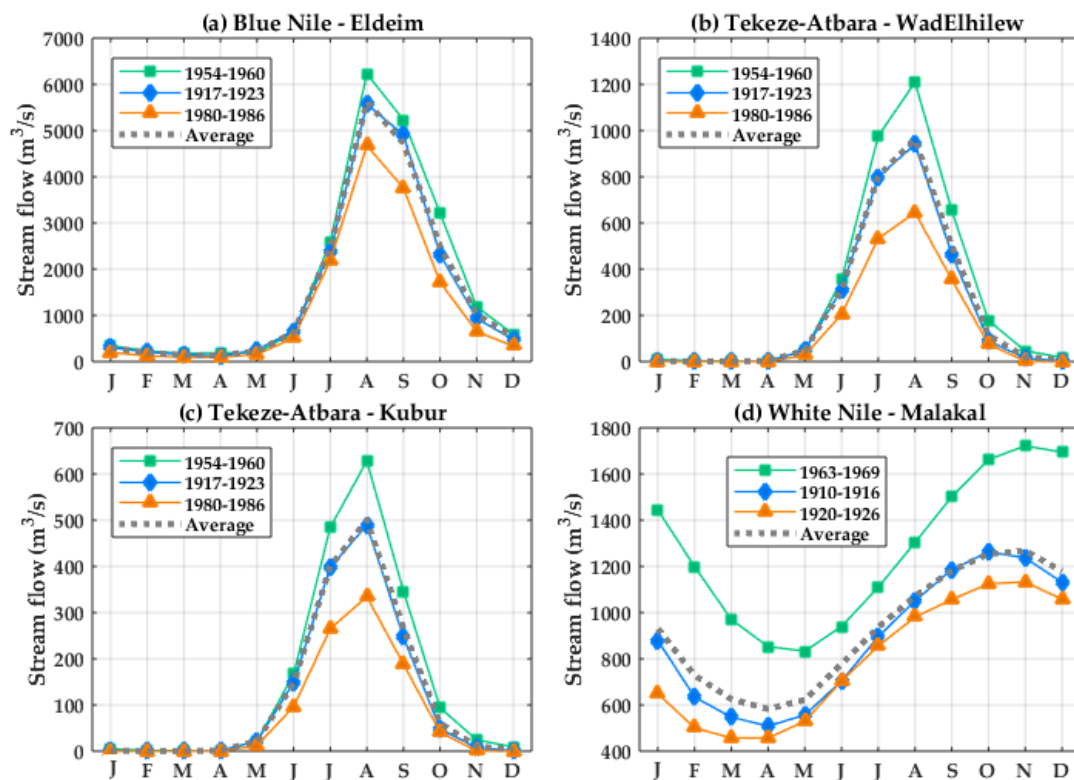 (a) Blue Nile - Eldeim
7000
6000
5000
4000
3000
2000
1000
0
Stream flow (m³/s)
1954-1960
1917-1923
1980-1986
Average
J F M A M J J A S O N D
(b) Tekeze-Atbara - WadElhilew
1400
1200
1000
800
600
400
200
0
Stream flow (m³/s)
1954-1960
1917-1923
1980-1986
Average
J F M A M J J A S O N D
(c) Tekeze-Atbara - Kubur
700
600
500
400
300
200
100
0
Stream flow (m³/s)
1954-1960
1917-1923
1980-1986
Average
J F M A M J J A S O N D
(d) White Nile - Malakal
1800
1600
1400
1200
1000
800
600
400
Stream flow (m³/s)
1963-1969
1910-1916
1920-1926
Average
J F M A M J J A S O N D